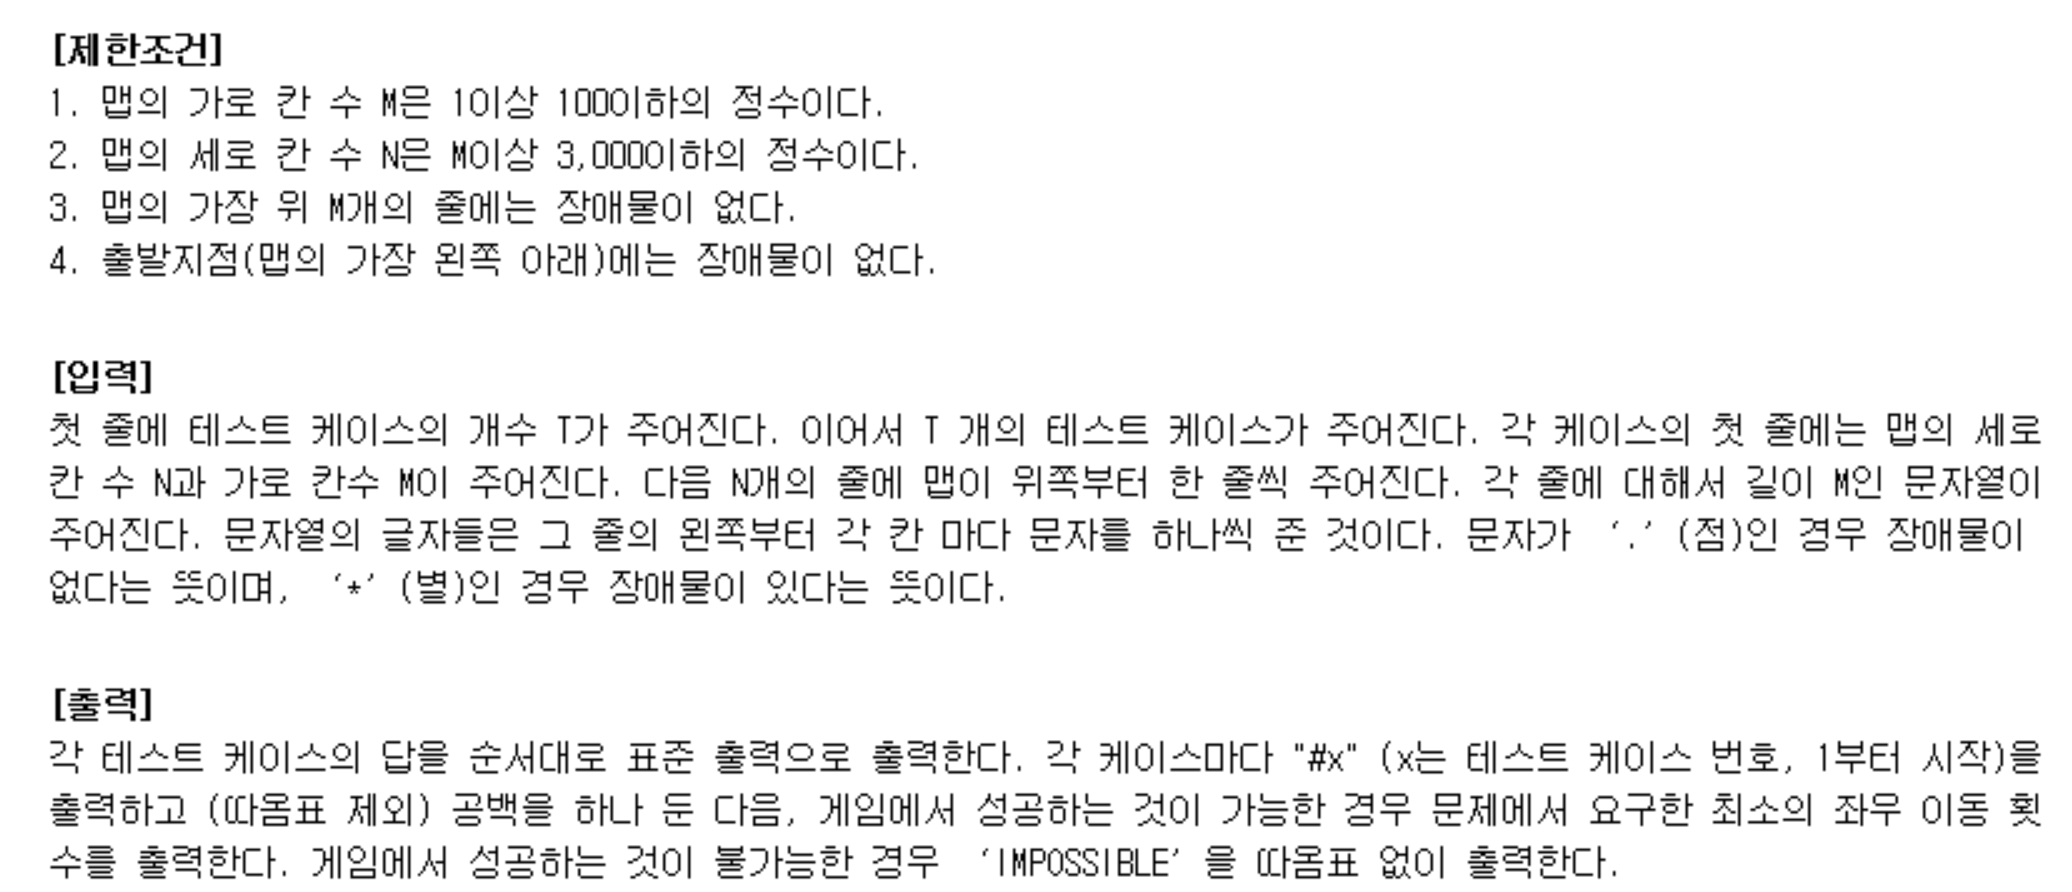 [제한조건]
1. 맵의 가로 칸 수 M은 1이상 100이하의 정수이다.
2. 맵의 세로 칸 수 N은 M이상 3,000이하의 정수이다.
3. 맵의 가장 위 M개의 줄에는 장애물이 없다.
4. 출발지점(맵의 가장 왼쪽 아래)에는 장애물이 없다.
[입력]
첫 줄에 테스트 케이스의 개수 T가 주어진다. 이어서 T 개의 테스트 케이스가 주어진다. 각 케이스의 첫 줄에는 맵의 세로
칸 수 N과 가로 칸수 M이 주어진다. 다음 N개의 줄에 맵이 위쪽부터 한 줄씩 주어진다. 각 줄에 대해서 길이 M인 문자열이
주어진다. 문자열의 글자들은 그 줄의 왼쪽부터 각 칸 마다 문자를 하나씩 준 것이다. 문자가 ‘.’ (점)인 경우 장애물이
없다는 뜻이며, ‘*’ (별)인 경우 장애물이 있다는 뜻이다.
[출력]
각 테스트 케이스의 답을 순서대로 표준 출력으로 출력한다. 각 케이스마다 "#x" (x는 테스트 케이스 번호, 1부터 시작)을
출력하고 (따옴표 제외) 공백을 하나 둔 다음, 게임에서 성공하는 것이 가능한 경우 문제에서 요구한 최소의 좌우 이동 횟
수를 출력한다. 게임에서 성공하는 것이 불가능한 경우 ‘IMPOSSIBLE’ 을 따옴표 없이 출력한다.